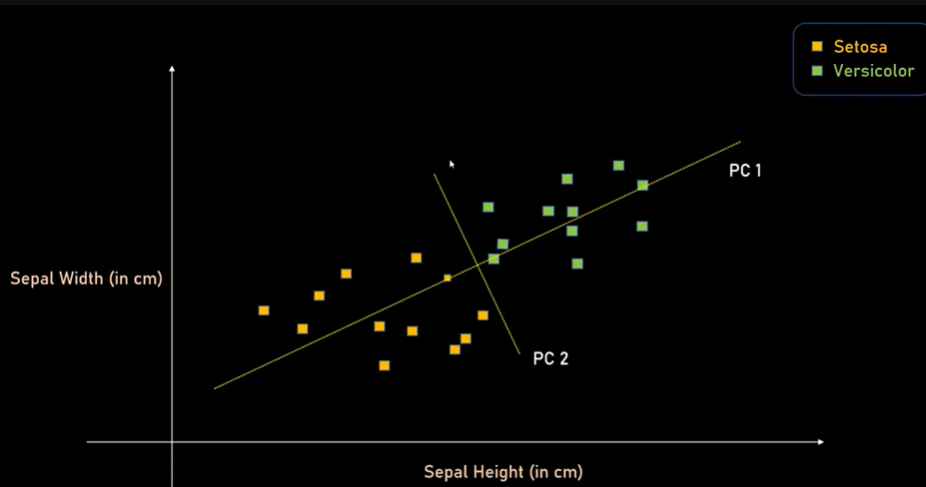 Setosa
Versicolor
PC 1
Sepal Width (in cm)
PC 2
Sepal Height (in cm)